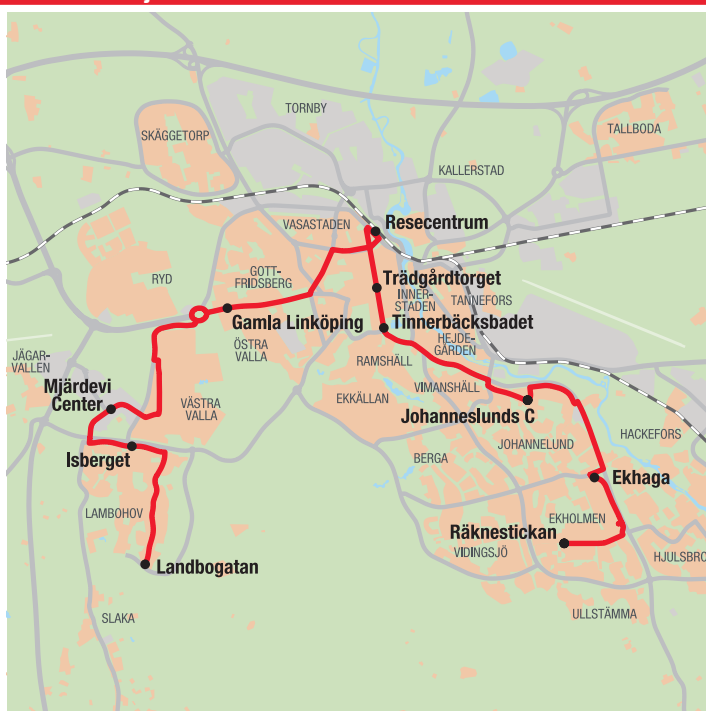 TORNBY
SKÄGGETORP
TALLBODA
KALLERSTAD
VASASTADEN
Resecentrum
RYD
GOTT-
FRIDSBERG
Trädgårdtorget
INNER-
STADEN
TANNEFORS
Gamla Linköping
Tinnerbäcksbadet
HEJDE-
GÅRDEN
ÖSTRA
VALLA
JÄGAR-
VALLEN
RAMSHÄLL
Mjärdevi
Center
VÄSTRA
VALLA
EKKÄLLAN
VIMANSHÄLL
Johanneslunds C
HACKEFORS
JOHANNELUND
Isberget
BERGA
Ekhaga
LAMBOHOV
EKHOLMEN
Räknestickan
VIDINGSJÖ
HJULSBRO
Landbogatan
SLAKA
ULLSTÄMMA